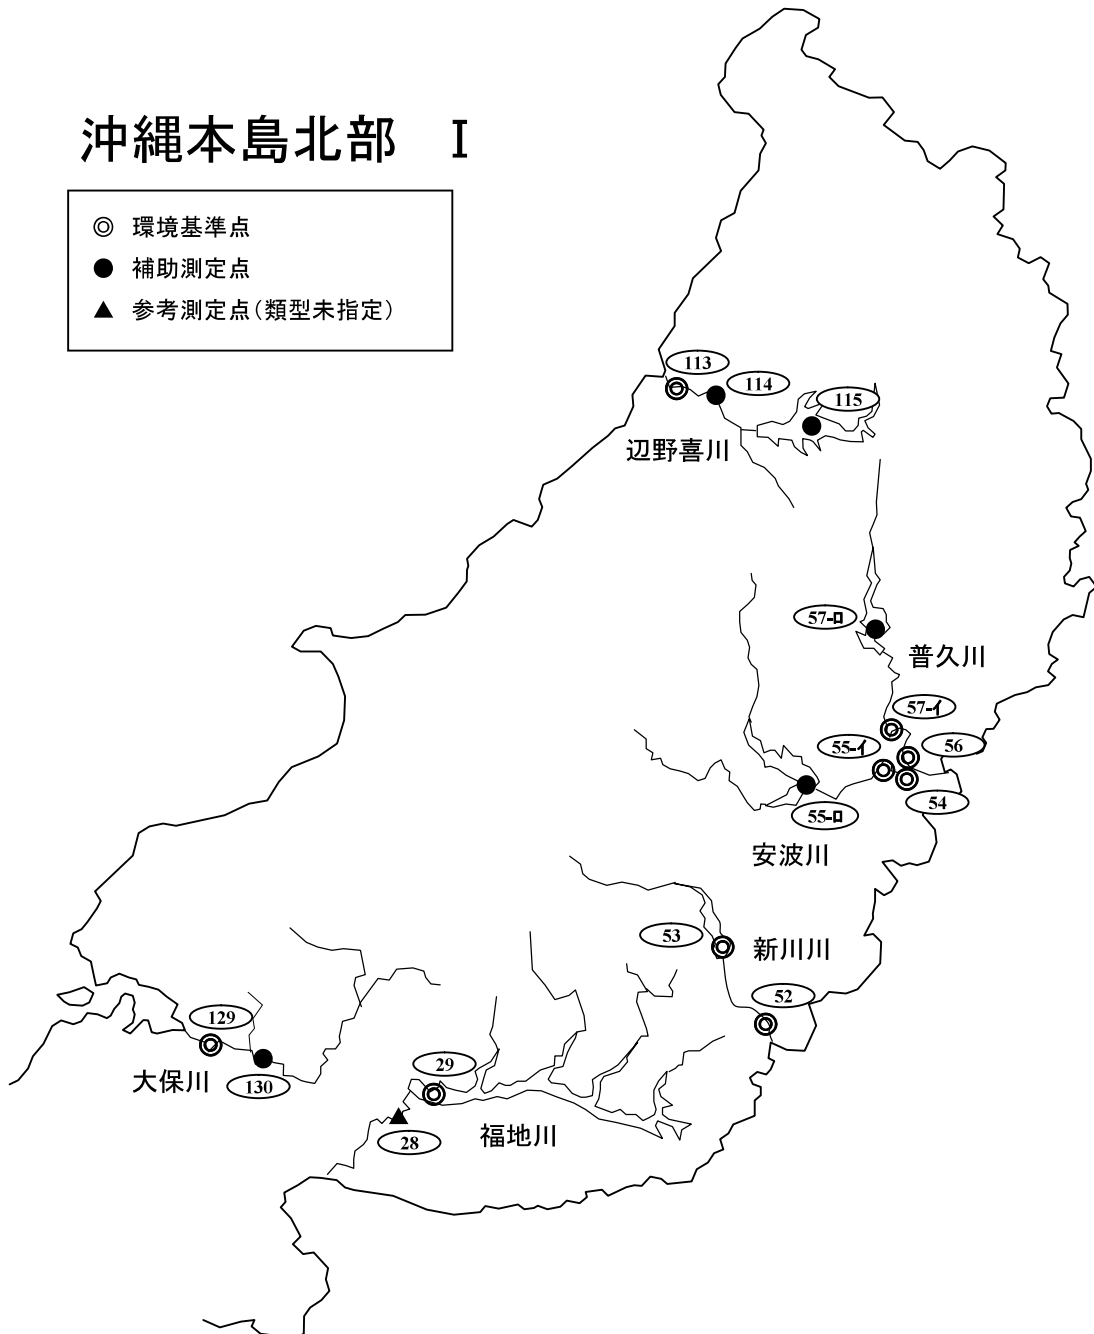 沖縄本島北部 Ⅰ
◎ 環境基準点
● 補助測定点
▲ 参考測定点(類型未指定)
113
114
115
辺野喜川
57-ロ
普久川
57-イ
55-イ
56
54
55-ロ
安波川
53
新川川
52
129
大保川
130
29
福地川
28